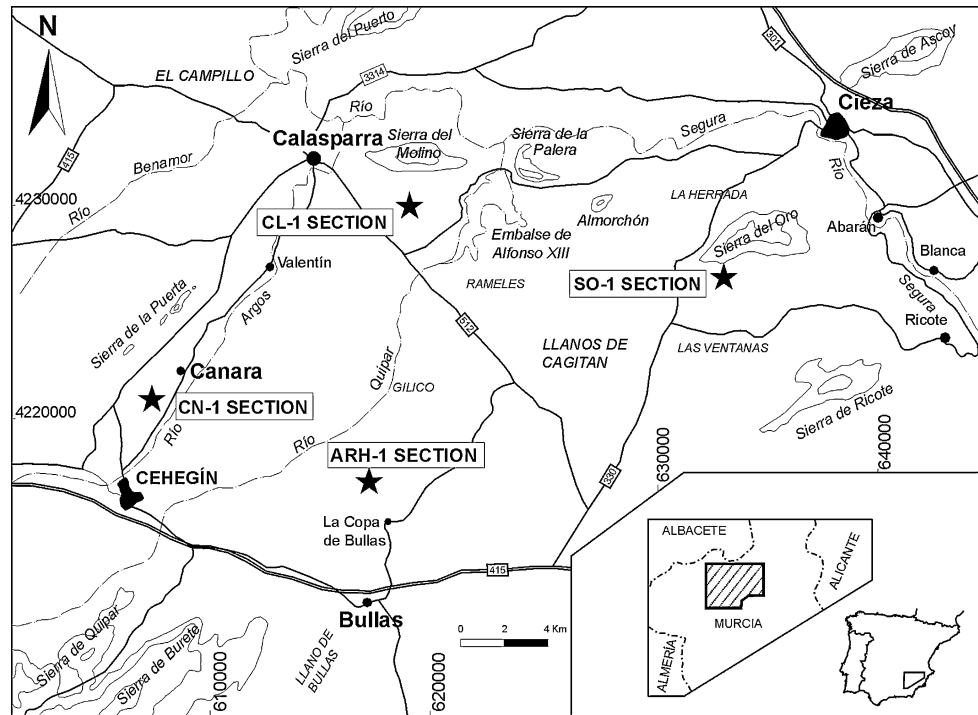 N
Sierra del Puerto
EL CAMPILLO
3314
301
Sierra de Ascoy
Cieza
Río
Segura
415
Benamor
Calasparra
Sierra del
Molino
Sierra de la
Palera
Río
Río
4230000
CL-1 SECTION
LA HERRADA
Almorchón
Embalse de
Alfonso XIII
Sierra del Oro
Abarán
Blanca
Valentín
RAMELES
SO-1 SECTION
Segura
Sierra de la Puerta
Argos
512
LLANOS DE
CAGITAN
LAS VENTANAS
Ricote
Canara
Quipar
GILICO
4220000
CN-1 SECTION
Río
Río
Sierra de Ricote
ARH-1 SECTION
630000
640000
CEHEGÍN
330
La Copa
de Bullas
415
Bullas
0 2 4 Km
Sierra de Quipar
Sierra de Burete
LLANO DE
BULLAS
610000
620000
ALBACETE
ALICANTE
MURCIA
ALMERÍA